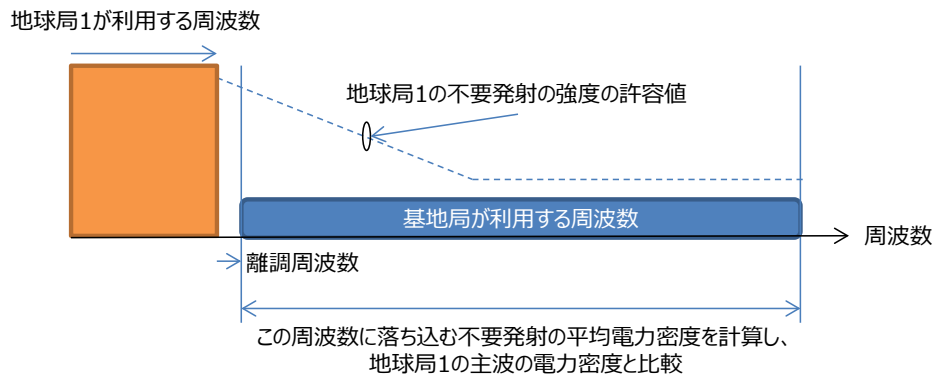 地球局1が利用する周波数
地球局1の不要発射の強度の許容値
基地局が利用する周波数
周波数
離調周波数
この周波数に落ち込む不要発射の平均電力密度を計算し、
地球局1の主波の電力密度と比較